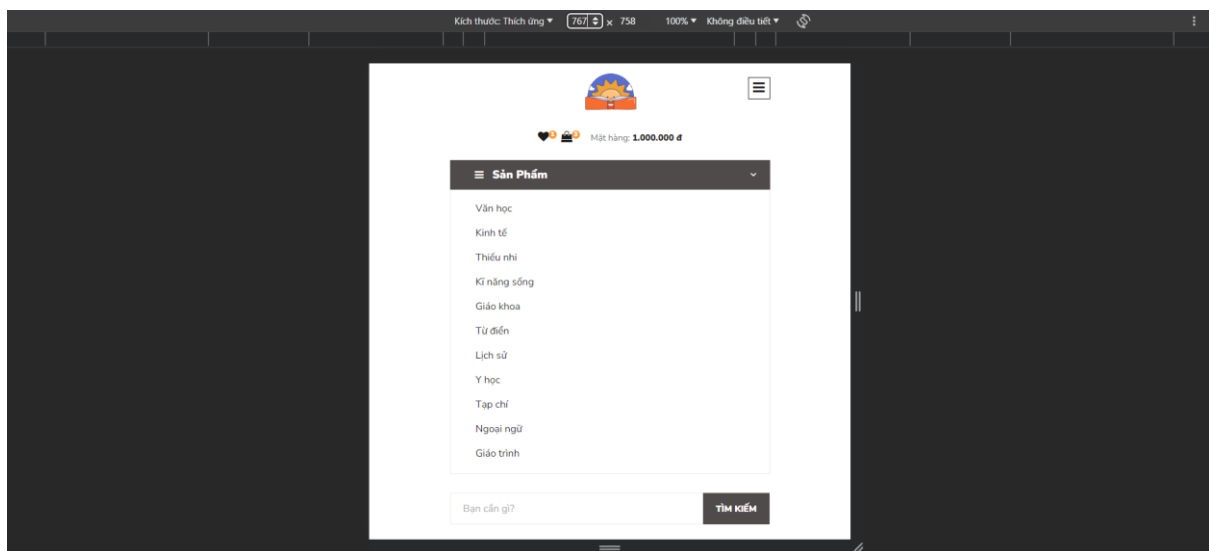 Kích thước: Thích ứng ▼ 767 × 758 100% ▼ Không điều tiết ▼
Mặt hàng: 1.000.000 đ
Sản Phẩm
Văn học
Kinh tế
Thiếu nhi
Kĩ năng sống
Giáo khoa
Từ điển
Lịch sử
Y học
Tạp chí
Ngoại ngữ
Giáo trình
Bạn cần gì? TÌM KIẾM